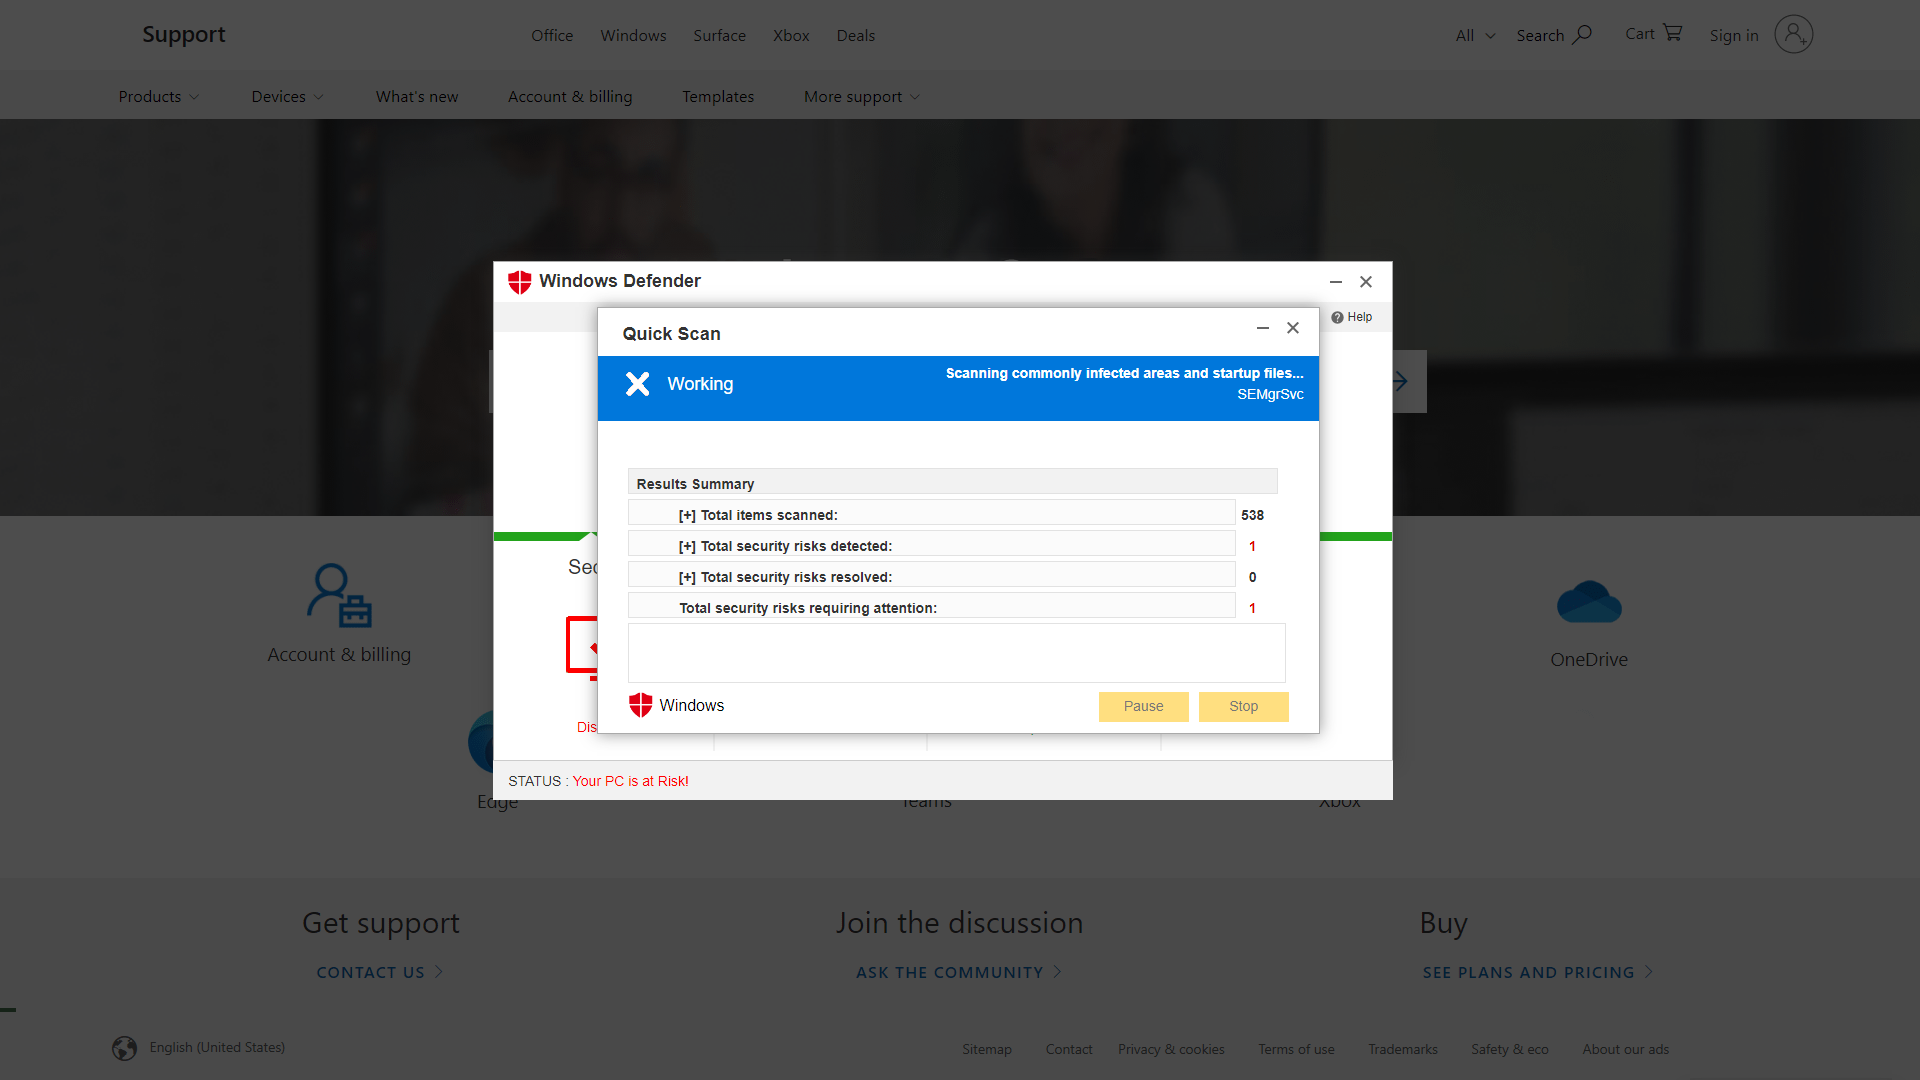 Support
Office Windows Surface Xbox Deals
All Search Cart Sign in
Products Devices What's new Account & billing Templates More support
Windows Defender
Help
Quick Scan
Working
Scanning commonly infected areas and startup files...
SEMgrSvc
Results Summary
[+] Total items scanned: 538
[+] Total security risks detected: 1
[+] Total security risks resolved: 0
Total security risks requiring attention: 1
Windows
Pause Stop
Sec
Dis
STATUS : Your PC is at Risk!
Account & billing
OneDrive
Edge
Teams
Xbox
Get support
CONTACT US
Join the discussion
ASK THE COMMUNITY
Buy
SEE PLANS AND PRICING
English (United States)
Sitemap Contact Privacy & cookies Terms of use Trademarks Safety & eco About our ads